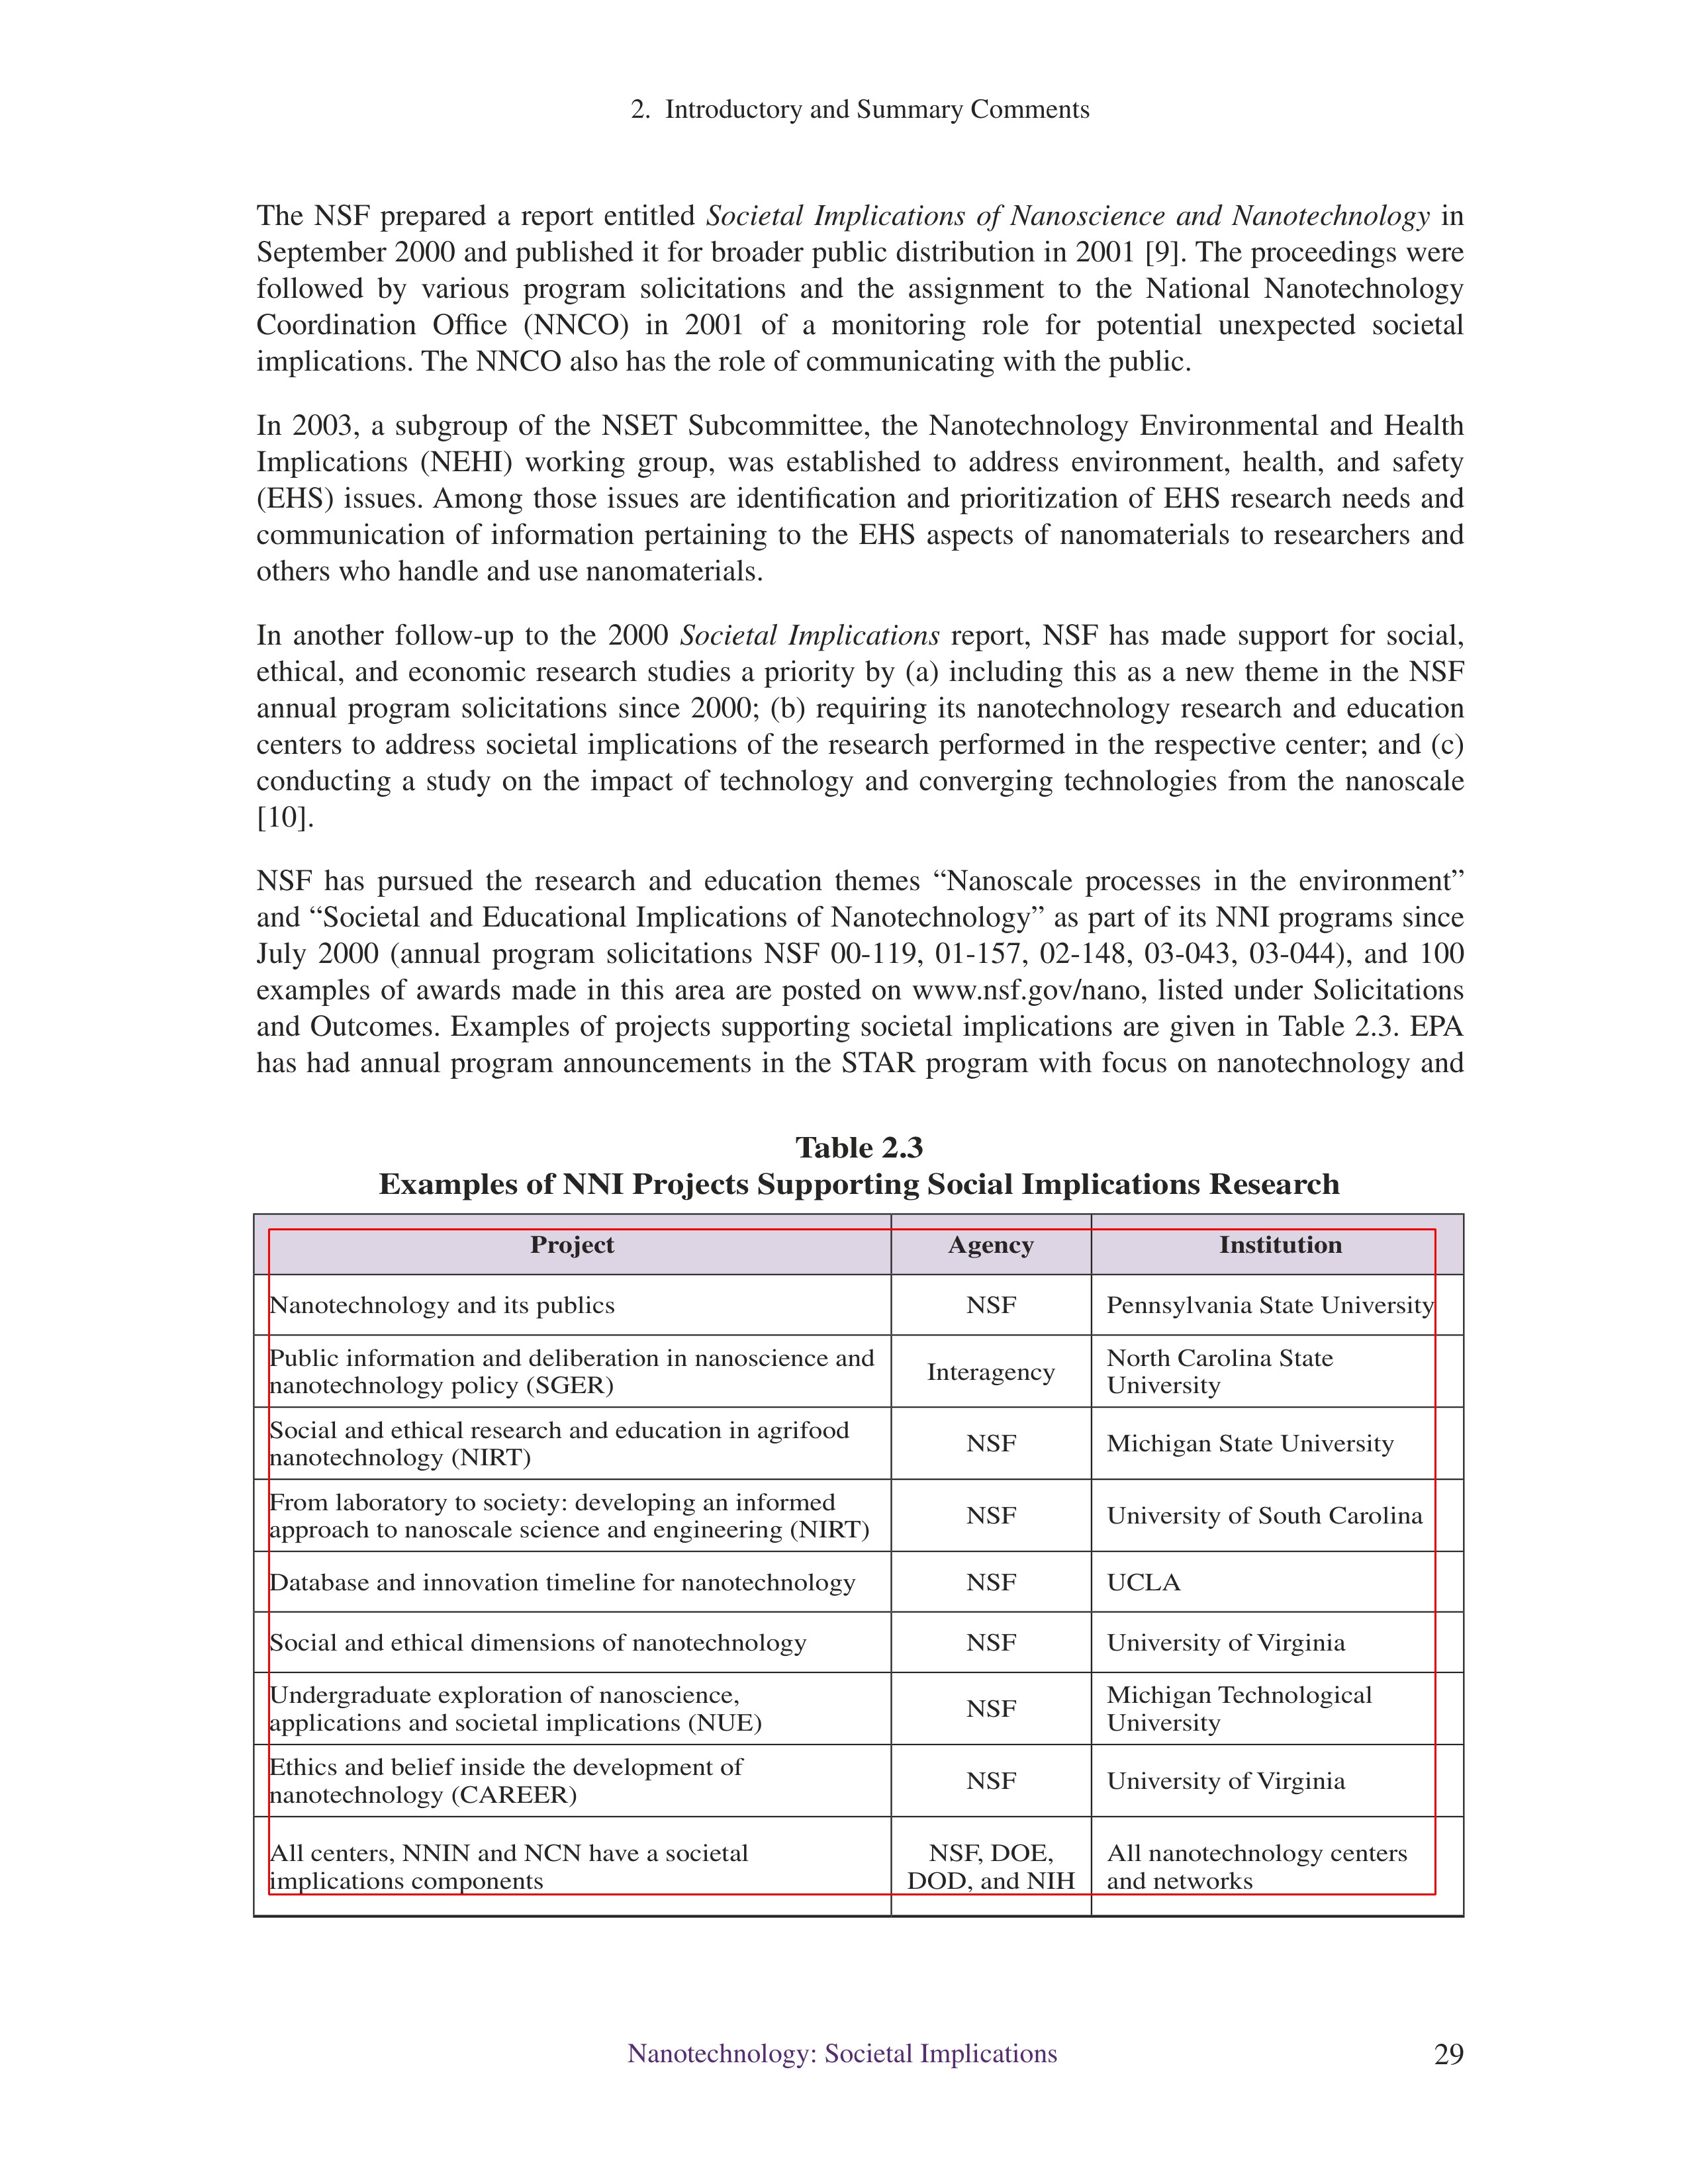 2. Introductory and Summary Comments
The NSF prepared a report entitled Societal Implications of Nanoscience and Nanotechnology in
September 2000 and published it for broader public distribution in 2001 [9]. The proceedings were
followed by various program solicitations and the assignment to the National Nanotechnology
Coordination Office (NNCO) in 2001 of a monitoring role for potential unexpected societal
implications. The NNCO also has the role of communicating with the public.
In 2003, a subgroup of the NSET Subcommittee, the Nanotechnology Environmental and Health
Implications (NEHI) working group, was established to address environment, health, and safety
(EHS) issues. Among those issues are identification and prioritization of EHS research needs and
communication of information pertaining to the EHS aspects of nanomaterials to researchers and
others who handle and use nanomaterials.
In another follow-up to the 2000 Societal Implications report, NSF has made support for social,
ethical, and economic research studies a priority by (a) including this as a new theme in the NSF
annual program solicitations since 2000; (b) requiring its nanotechnology research and education
centers to address societal implications of the research performed in the respective center; and (c)
conducting a study on the impact of technology and converging technologies from the nanoscale
[10].
NSF has pursued the research and education themes “Nanoscale processes in the environment”
and “Societal and Educational Implications of Nanotechnology” as part of its NNI programs since
July 2000 (annual program solicitations NSF 00-119, 01-157, 02-148, 03-043, 03-044), and 100
examples of awards made in this area are posted on www.nsf.gov/nano, listed under Solicitations
and Outcomes. Examples of projects supporting societal implications are given in Table 2.3. EPA
has had annual program announcements in the STAR program with focus on nanotechnology and
Table 2.3
Examples of NNI Projects Supporting Social Implications Research
Project Agency Institution
Nanotechnology and its publics NSF Pennsylvania State University
Public information and deliberation in nanoscience and
nanotechnology policy (SGER)
Interagency
North Carolina State
University
Social and ethical research and education in agrifood
nanotechnology (NIRT)
NSF
Michigan State University
From laboratory to society: developing an informed
approach to nanoscale science and engineering (NIRT)
NSF
University of South Carolina
Database and innovation timeline for nanotechnology NSF UCLA
Social and ethical dimensions of nanotechnology NSF University of Virginia
Undergraduate exploration of nanoscience,
applications and societal implications (NUE)
NSF
Michigan Technological
University
Ethics and belief inside the development of
nanotechnology (CAREER)
NSF
University of Virginia
All centers, NNIN and NCN have a societal
implications components
NSF, DOE,
DOD, and NIH
All nanotechnology centers
and networks
Nanotechnology: Societal Implications 29